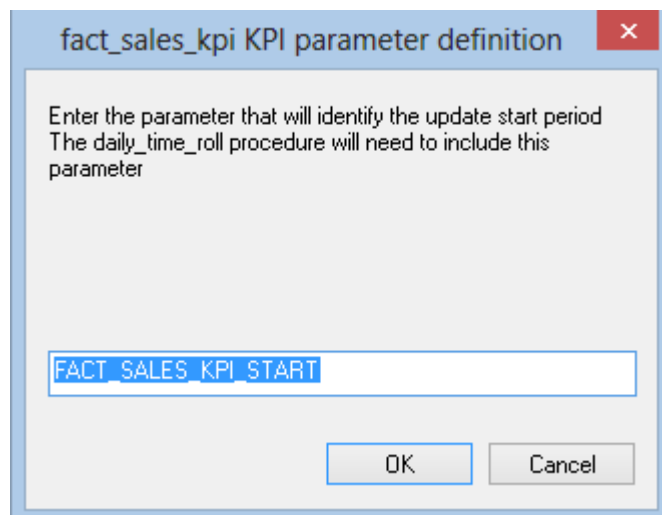 fact_sales_kpi KPI parameter definition
Enter the parameter that will identify the update start period
The daily_time_roll procedure will need to include this
parameter
FACT_SALES_KPI_START
OK
Cancel